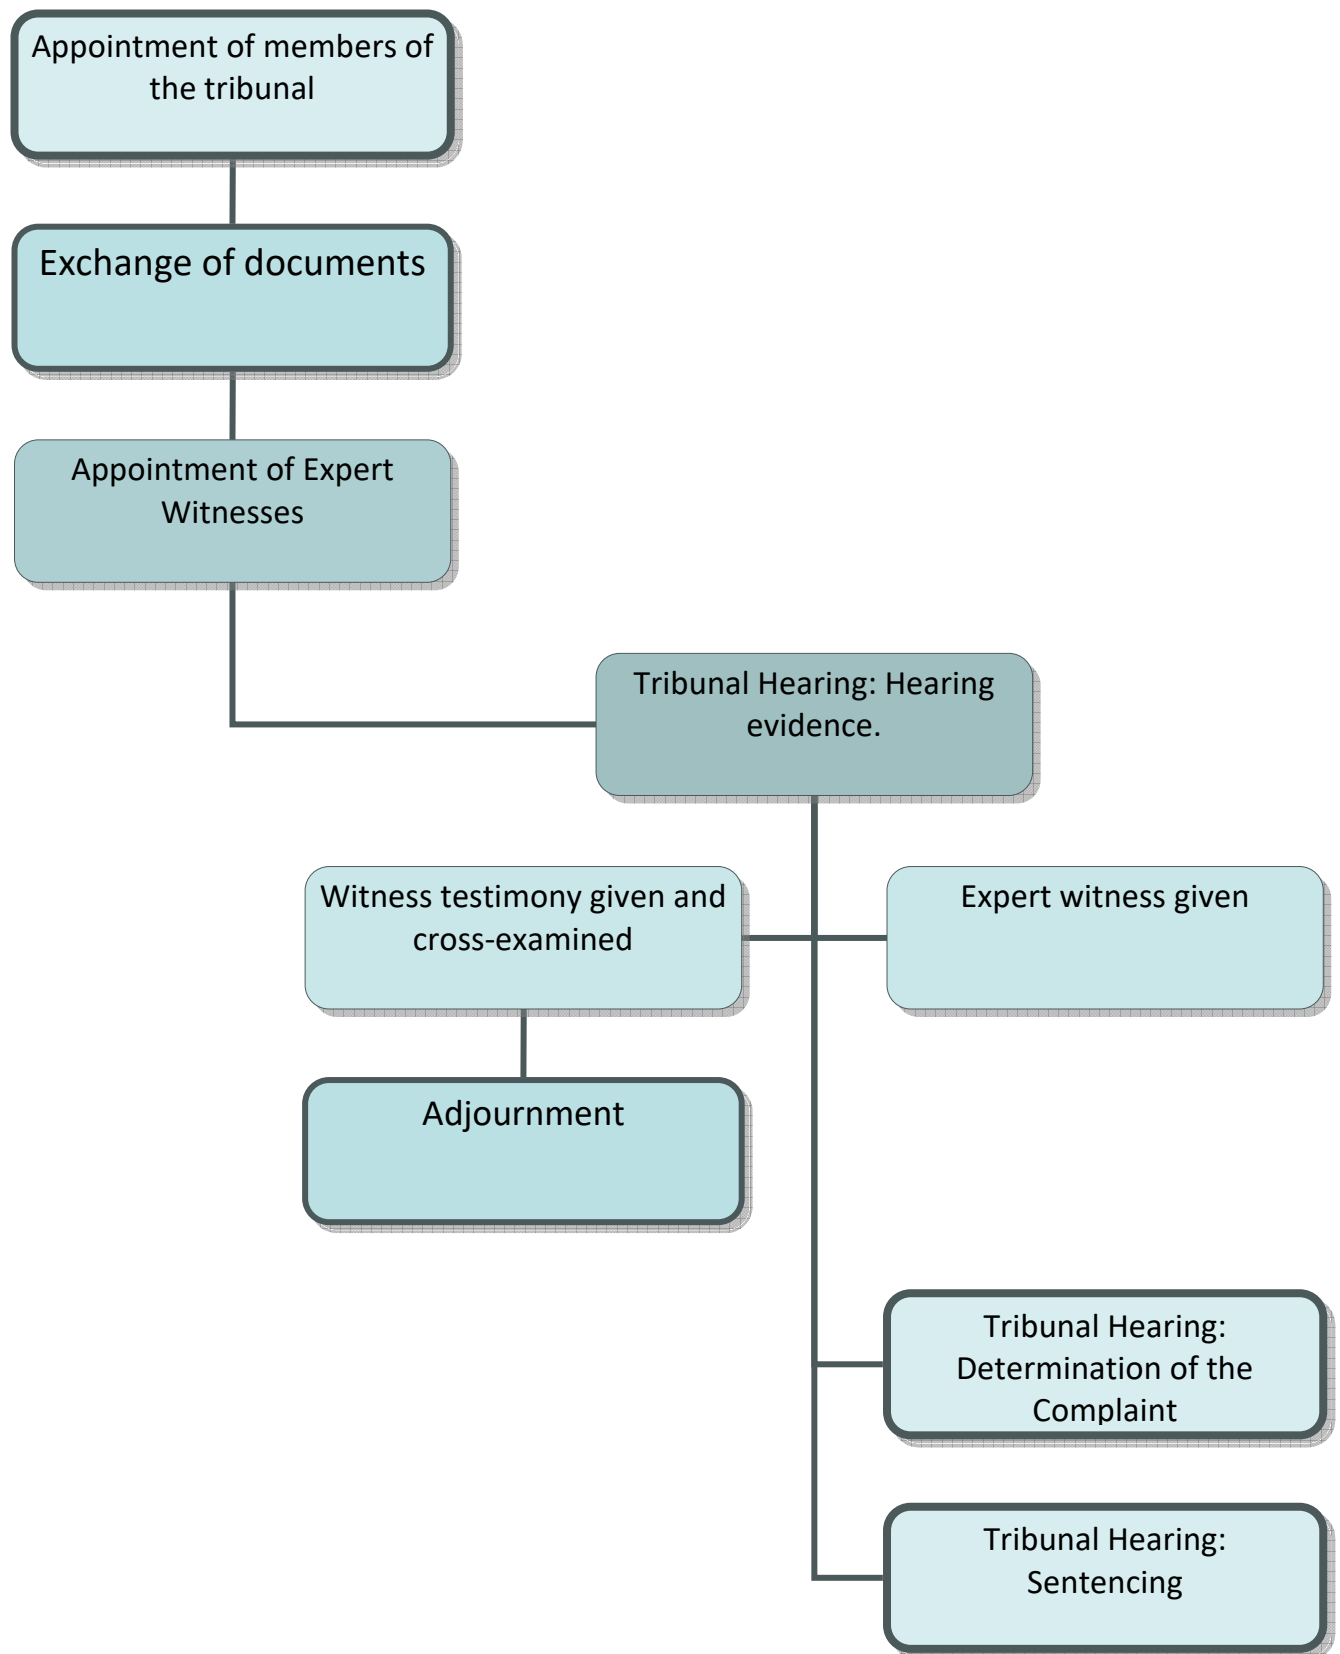 Appointment of members of
the tribunal
Exchange of documents
Appointment of Expert
Witnesses
Tribunal Hearing: Hearing
evidence.
Witness testimony given and
cross-examined
Expert witness given
Adjournment
Tribunal Hearing:
Determination of the
Complaint
Tribunal Hearing:
Sentencing